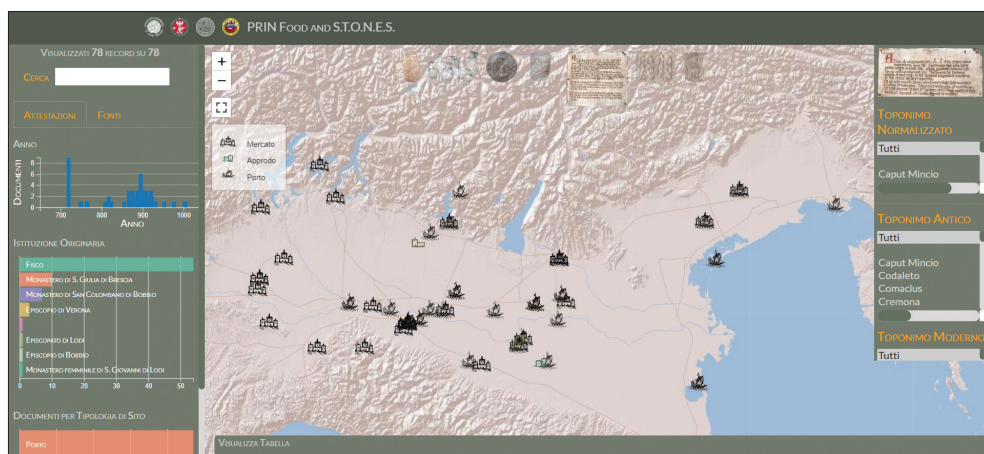 PRIN Food and S.T.O.N.E.S.
Visualizzati 78 record su 78
Cerca
Attestazioni Fonti
Anno
Documenti
8
6
4
2
0
700 800 900 1000
Anno
Istituzione Originaria
Fisco
Monastero di S. Giulia di Brescia
Monastero di San Colombano di Bobbio
Episcopio di Verona
Episcopato di Lodi
Episcopio di Bobbio
Monastero femminile di S. Giovanni di Lodi
0 10 20 30 40 50
Documenti per Tipologia di Sito
Porto
+
−
Mercato
Approdo
Porto
Visualizza Tabella
Toponimo
Normalizzato
Tutti
Caput Mincio
Toponimo Antico
Tutti
Caput Mincio
Codaleto
Comaclus
Cremona
Toponimo Moderno
Tutti